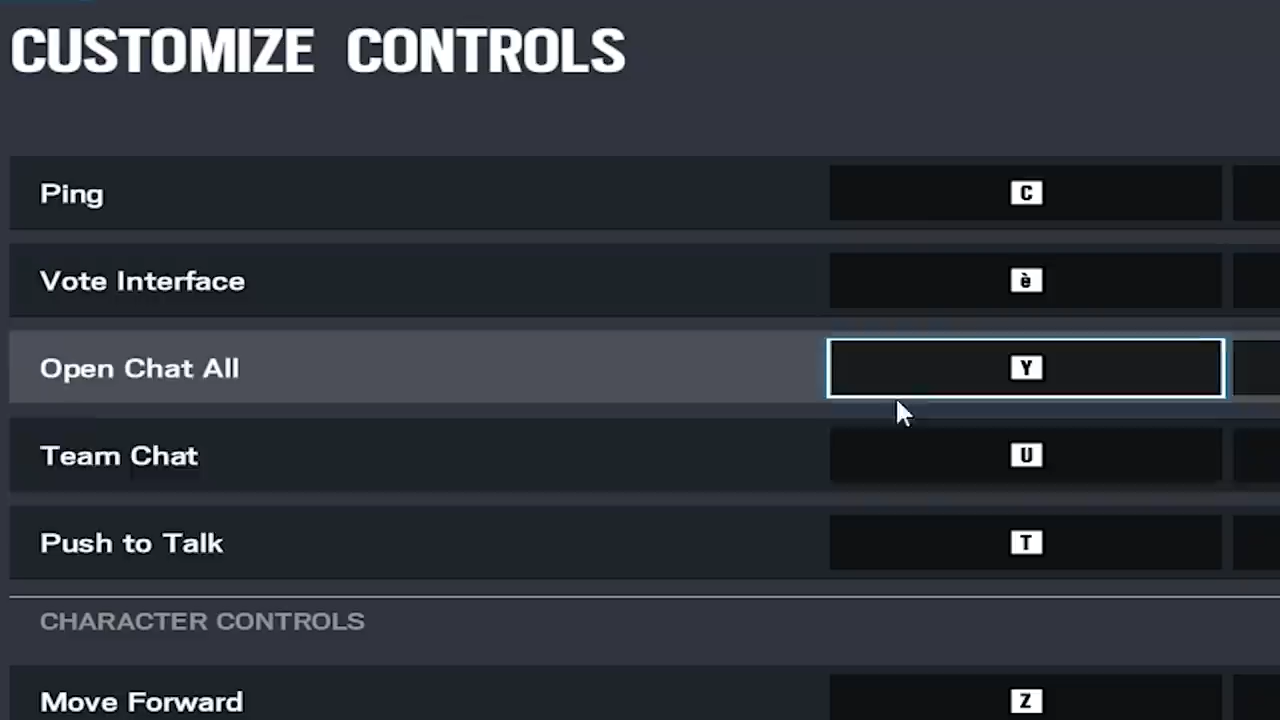 CUSTOMIZE CONTROLS
Ping C
Vote Interface è
Open Chat All Y
Team Chat U
Push to Talk T
CHARACTER CONTROLS
Move Forward Z